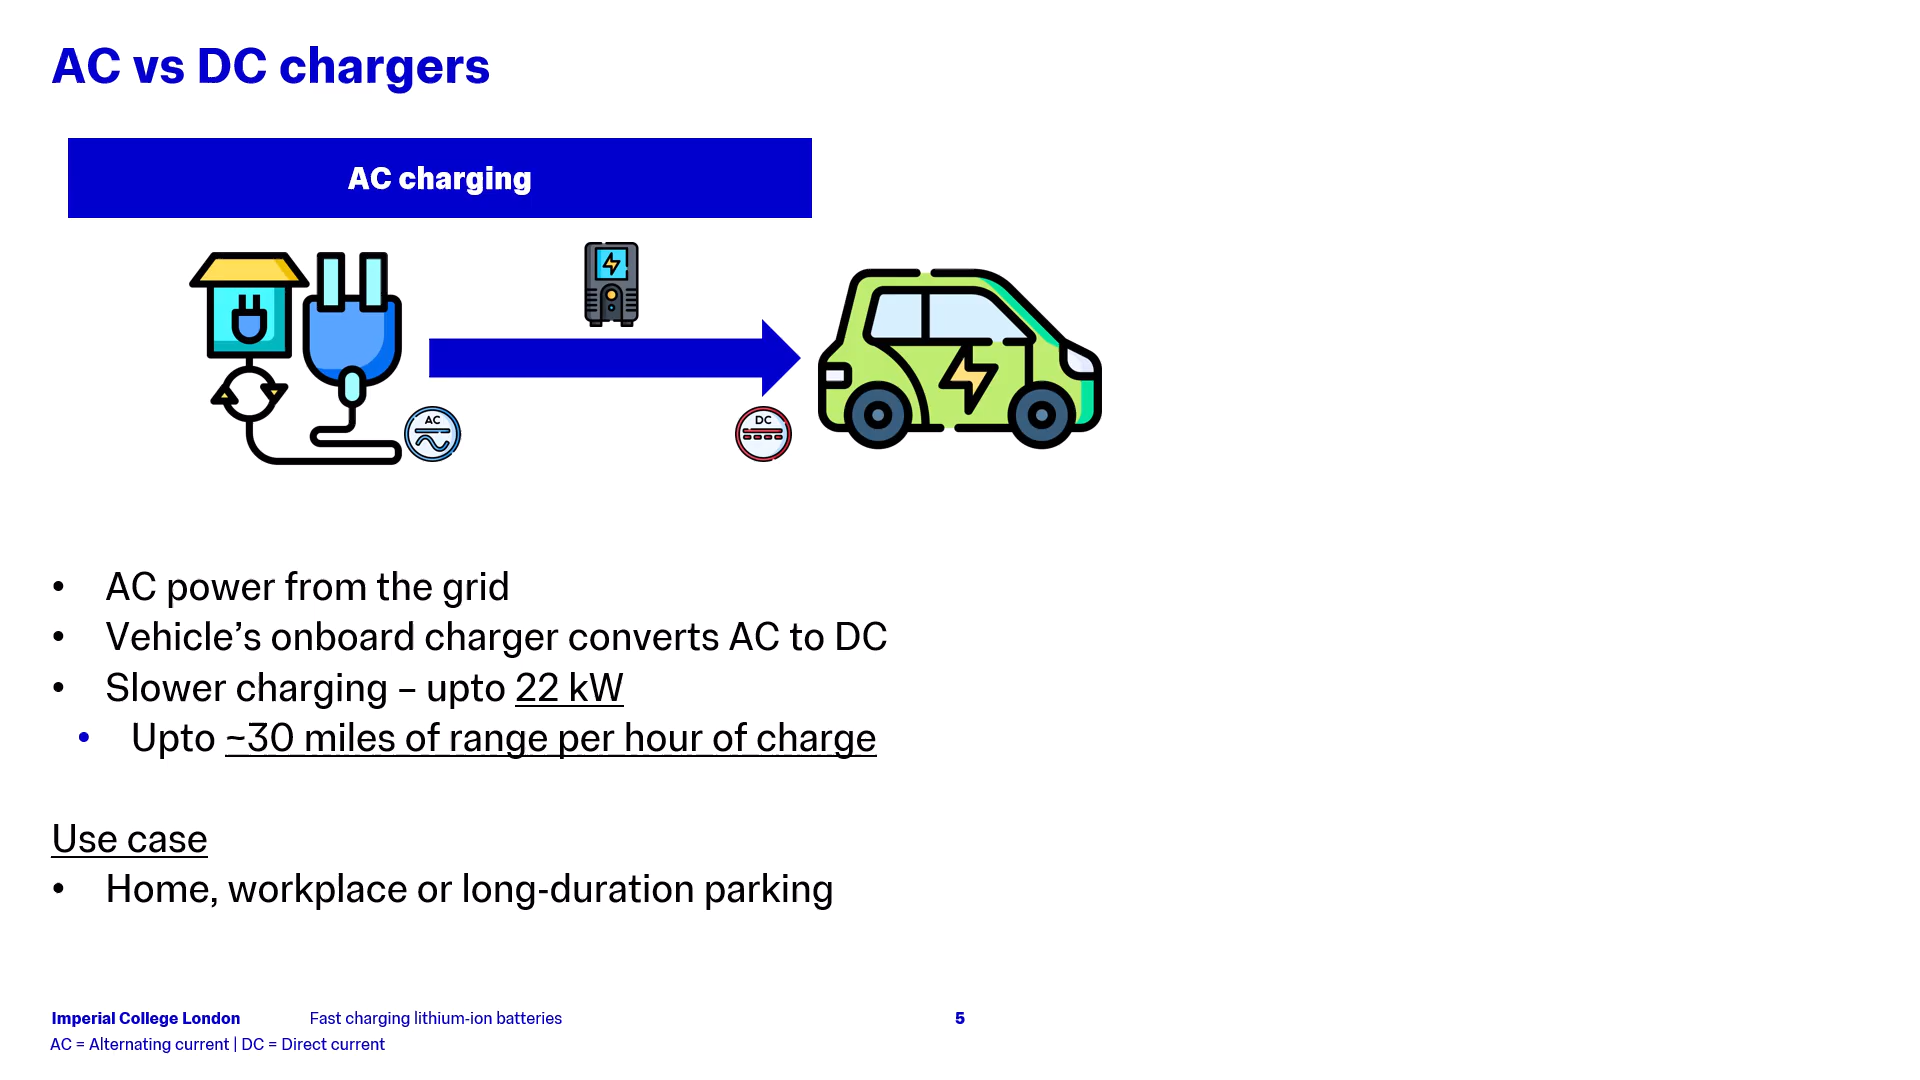 AC vs DC chargers
AC charging
AC
DC
• AC power from the grid
• Vehicle’s onboard charger converts AC to DC
• Slower charging – upto 22 kW
• Upto ~30 miles of range per hour of charge
Use case
• Home, workplace or long-duration parking
Imperial College London Fast charging lithium-ion batteries 5
AC = Alternating current | DC = Direct current